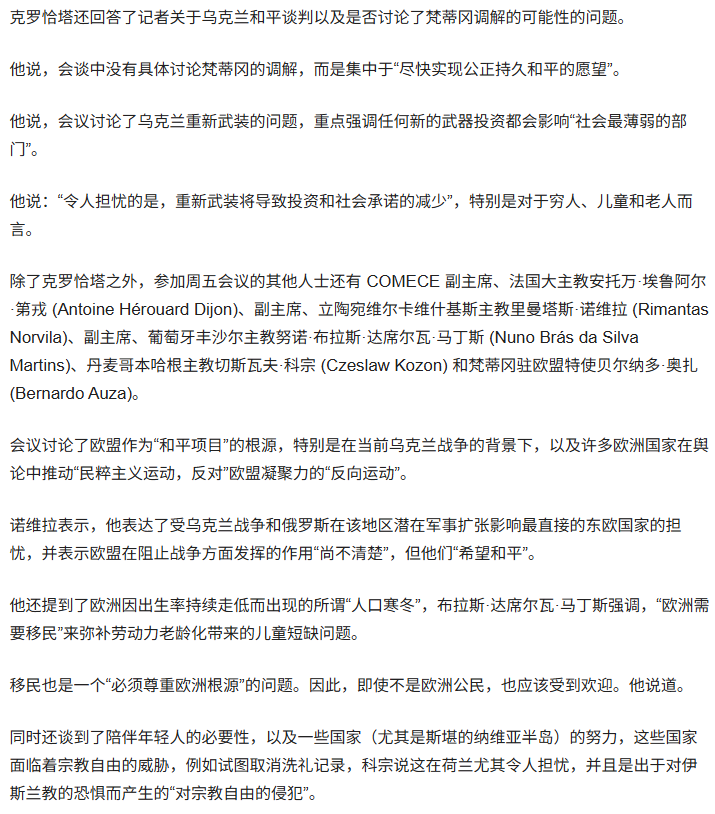 克罗恰塔还回答了记者关于乌克兰和平谈判以及是否讨论了梵蒂冈调解的可能性的问题。
他说，会谈中没有具体讨论梵蒂冈的调解，而是集中于“尽快实现公正持久和平的愿望”。
他说，会议讨论了乌克兰重新武装的问题，重点强调任何新的武器投资都会影响“社会最薄弱的部
门”。
他说：“令人担忧的是，重新武装将导致投资和社会承诺的减少”，特别是对于穷人、儿童和老人而
言。
除了克罗恰塔之外，参加周五会议的其他人士还有 COMECE 副主席、法国大主教安托万·埃鲁阿尔
·第戎 (Antoine Hérouard Dijon)、副主席、立陶宛维尔卡维什基斯主教里曼塔斯·诺维拉 (Rimantas
Norvila)、副主席、葡萄牙丰沙尔主教努诺·布拉斯·达席尔瓦·马丁斯 (Nuno Brás da Silva
Martins)、丹麦哥本哈根主教切斯瓦夫·科宗 (Czeslaw Kozon) 和梵蒂冈驻欧盟特使贝尔纳多·奥扎
(Bernardo Auza)。
会议讨论了欧盟作为“和平项目”的根源，特别是在当前乌克兰战争的背景下，以及许多欧洲国家在舆
论中推动“民粹主义运动，反对”欧盟凝聚力的“反向运动”。
诺维拉表示，他表达了受乌克兰战争和俄罗斯在该地区潜在军事扩张影响最直接的东欧国家的担
忧，并表示欧盟在阻止战争方面发挥的作用“尚不清楚”，但他们“希望和平”。
他还提到了欧洲因出生率持续走低而出现的所谓“人口寒冬”，布拉斯·达席尔瓦·马丁斯强调，“欧洲需
要移民”来弥补劳动力老龄化带来的儿童短缺问题。
移民也是一个“必须尊重欧洲根源”的问题。因此，即使不是欧洲公民，也应该受到欢迎。他说道。
同时还谈到了陪伴年轻人的必要性，以及一些国家（尤其是斯堪的纳维亚半岛）的努力，这些国家
面临着宗教自由的威胁，例如试图取消洗礼记录，科宗说这在荷兰尤其令人担忧，并且是出于对伊
斯兰教的恐惧而产生的“对宗教自由的侵犯”。